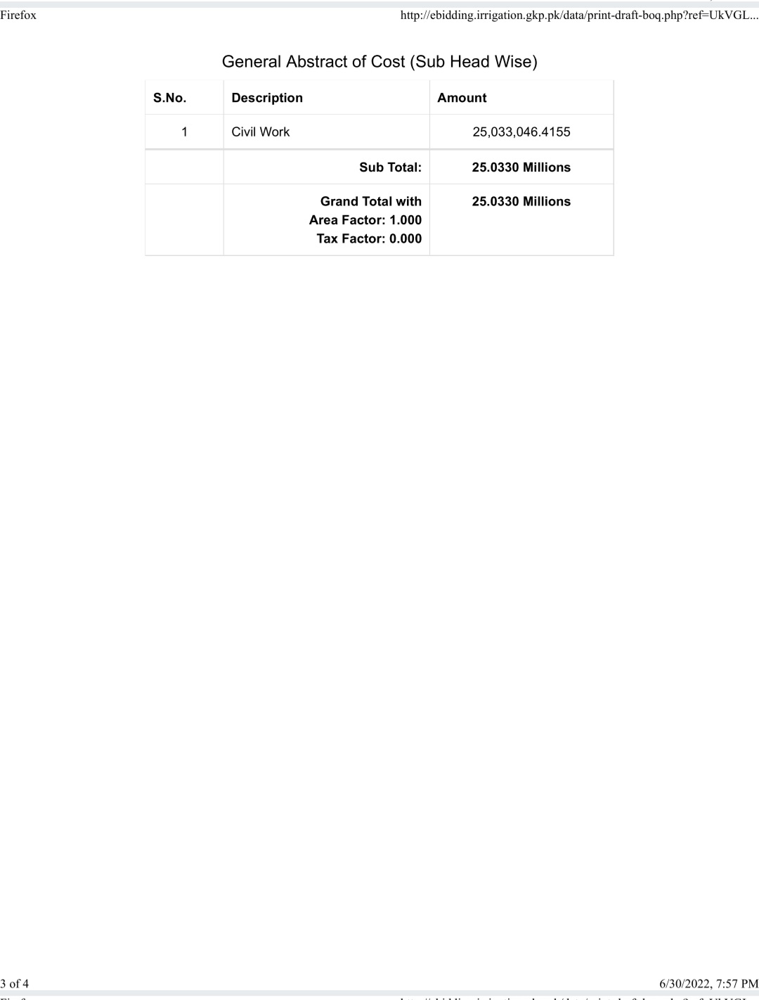 Firefox http://ebidding.irrigation.gkp.pk/data/print-draft-boq.php?ref=UkVGL...
General Abstract of Cost (Sub Head Wise)
S.No. Description Amount
1 Civil Work 25,033,046.4155
Sub Total: 25.0330 Millions
Grand Total with 25.0330 Millions
Area Factor: 1.000
Tax Factor: 0.000
3 of 4 6/30/2022, 7:57 PM